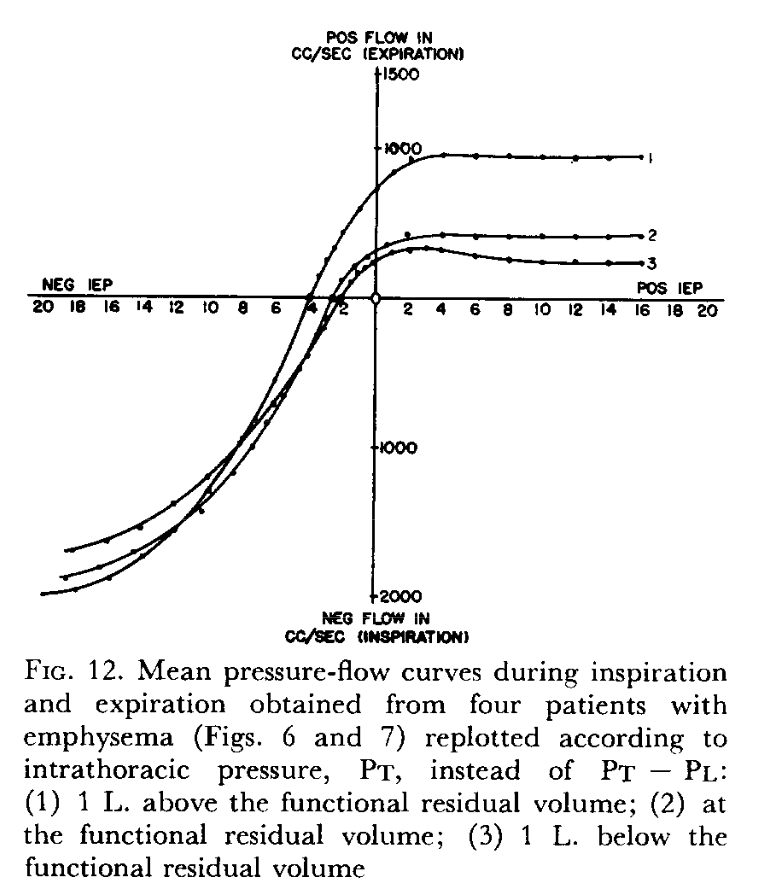 POS FLOW IN
CC/SEC (EXPIRATION)
1500
1000
1
2
3
NEG IEP
POS IEP
20 18 16 14 12 10 8 6 4 2 0 2 4 6 8 10 12 14 16 18 20
1000
2000
NEG FLOW IN
CC/SEC (INSPIRATION)
FIG. 12. Mean pressure-flow curves during inspiration
and expiration obtained from four patients with
emphysema (Figs. 6 and 7) replotted according to
intrathoracic pressure, PT, instead of PT − PL:
(1) 1 L. above the functional residual volume; (2) at
the functional residual volume; (3) 1 L. below the
functional residual volume